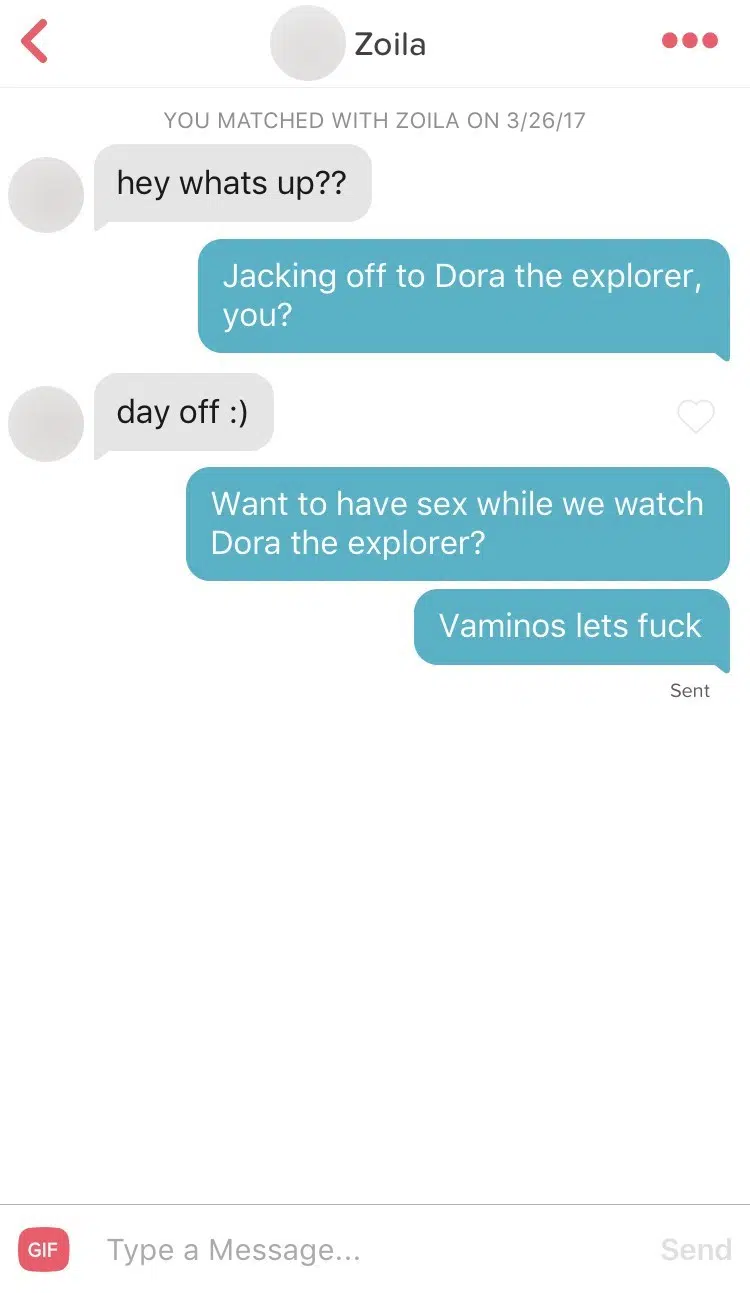 Zoila
YOU MATCHED WITH ZOILA ON 3/26/17
hey whats up??
Jacking off to Dora the explorer,
you?
day off :)
Want to have sex while we watch
Dora the explorer?
Vaminos lets fuck
Sent
GIF
Type a Message...
Send